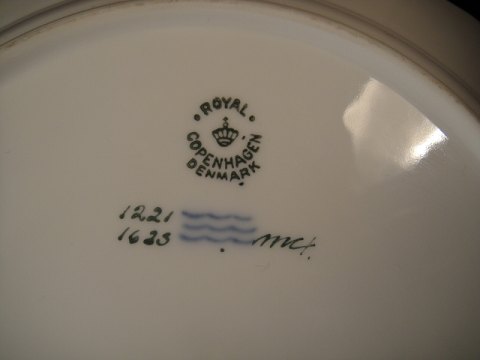 ROYAL
COPENHAGEN
DENMARK
1221
1623